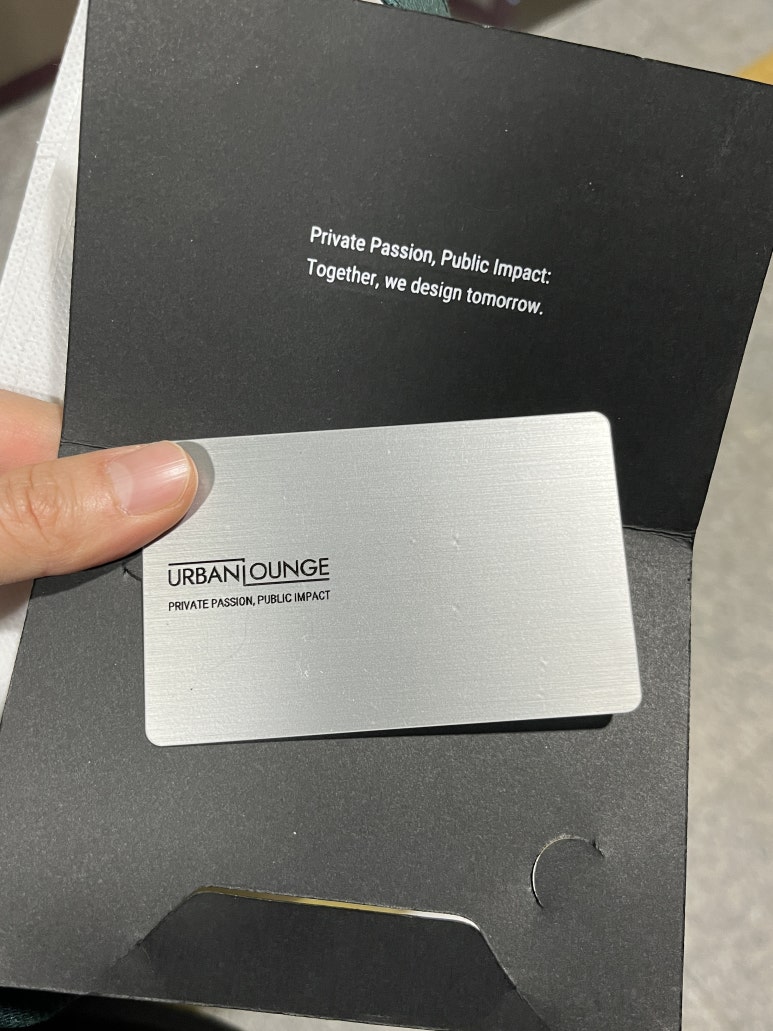 Private Passion, Public Impact:
Together, we design tomorrow.
URBANLOUNGE
PRIVATE PASSION, PUBLIC IMPACT